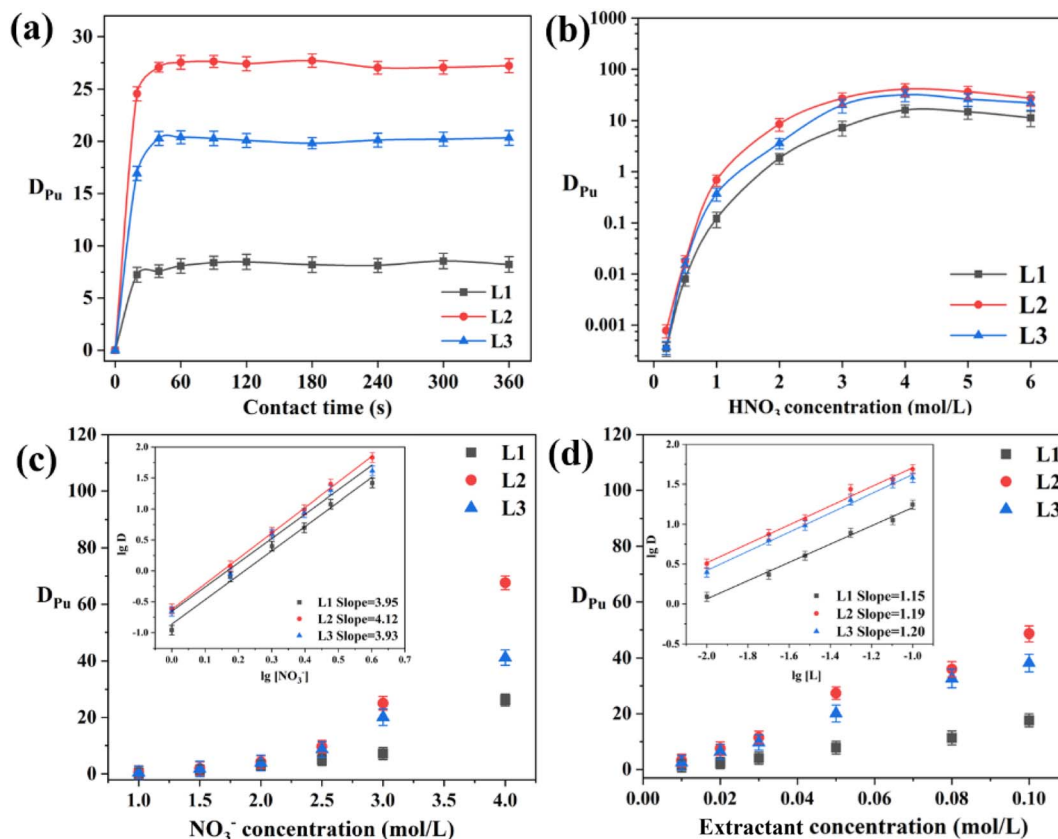 (a)
30
25
20
15
10
5
0
D_Pu
0 60 120 180 240 300 360
Contact time (s)
L1
L2
L3
(b)
1000
100
10
1
0.1
0.01
0.001
D_Pu
0 1 2 3 4 5 6
HNO₃ concentration (mol/L)
L1
L2
L3
(c)
120
100
80
60
40
20
0
D_Pu
1.0 1.5 2.0 2.5 3.0 3.5 4.0
NO₃⁻ concentration (mol/L)
L1
L2
L3
2.0
1.5
1.0
0.5
0.0
-0.5
-1.0
lg D
L1 Slope=3.95
L2 Slope=4.12
L3 Slope=3.93
0.0 0.1 0.2 0.3 0.4 0.5 0.6 0.7
lg [NO₃⁻]
(d)
120
100
80
60
40
20
0
D_Pu
0.02 0.04 0.06 0.08 0.10
Extractant concentration (mol/L)
L1
L2
L3
2.0
1.5
1.0
0.5
0.0
-0.5
lg D
L1 Slope=1.15
L2 Slope=1.19
L3 Slope=1.20
-2.0 -1.8 -1.6 -1.4 -1.2 -1.0
lg [L]